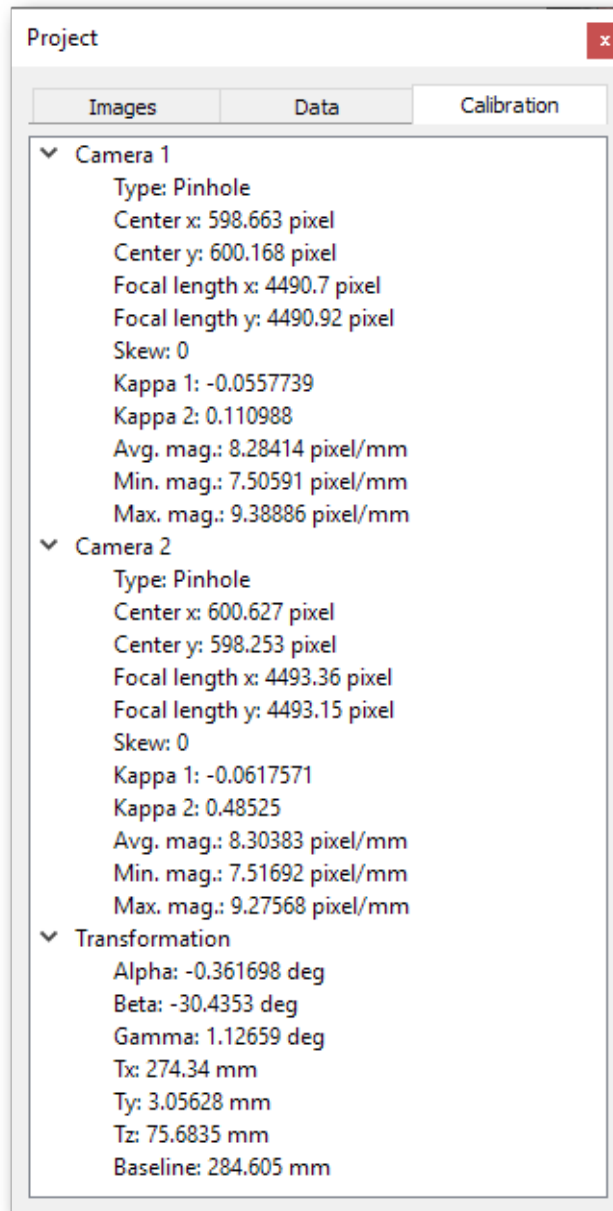 Project
x
Images
Data
Calibration
Camera 1
Type: Pinhole
Center x: 598.663 pixel
Center y: 600.168 pixel
Focal length x: 4490.7 pixel
Focal length y: 4490.92 pixel
Skew: 0
Kappa 1: -0.0557739
Kappa 2: 0.110988
Avg. mag.: 8.28414 pixel/mm
Min. mag.: 7.50591 pixel/mm
Max. mag.: 9.38886 pixel/mm
Camera 2
Type: Pinhole
Center x: 600.627 pixel
Center y: 598.253 pixel
Focal length x: 4493.36 pixel
Focal length y: 4493.15 pixel
Skew: 0
Kappa 1: -0.0617571
Kappa 2: 0.48525
Avg. mag.: 8.30383 pixel/mm
Min. mag.: 7.51692 pixel/mm
Max. mag.: 9.27568 pixel/mm
Transformation
Alpha: -0.361698 deg
Beta: -30.4353 deg
Gamma: 1.12659 deg
Tx: 274.34 mm
Ty: 3.05628 mm
Tz: 75.6835 mm
Baseline: 284.605 mm